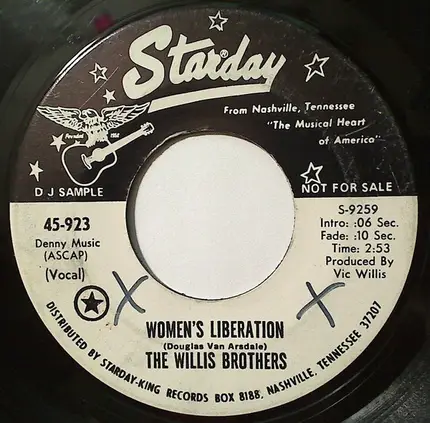 Starday®
From Nashville, Tennessee
"The Musical Heart
of America"
D J SAMPLE
NOT FOR SALE
45-923
Denny Music
(ASCAP)
(Vocal)
S-9259
Intro: :06 Sec.
Fade: :10 Sec.
Time: 2:53
Produced By
Vic Willis
X
X
WOMEN'S LIBERATION
(Douglas Van Arsdale)
THE WILLIS BROTHERS
DISTRIBUTED BY STARDAY-KING RECORDS BOX 8188, NASHVILLE, TENNESSEE 37207